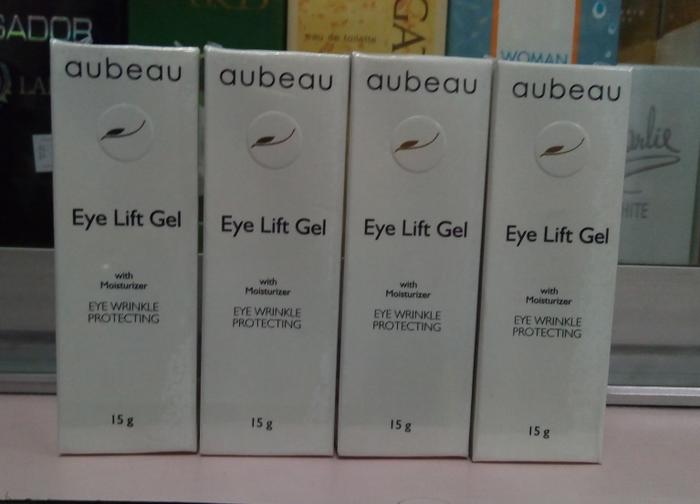 SADOR
eau de toilette
WOMAN
aubeau
Eye Lift Gel
with
Moisturizer
EYE WRINKLE
PROTECTING
15 g
aubeau
Eye Lift Gel
with
Moisturizer
EYE WRINKLE
PROTECTING
15 g
aubeau
Eye Lift Gel
with
Moisturizer
EYE WRINKLE
PROTECTING
15 g
aubeau
Eye Lift Gel
with
Moisturizer
EYE WRINKLE
PROTECTING
15 g